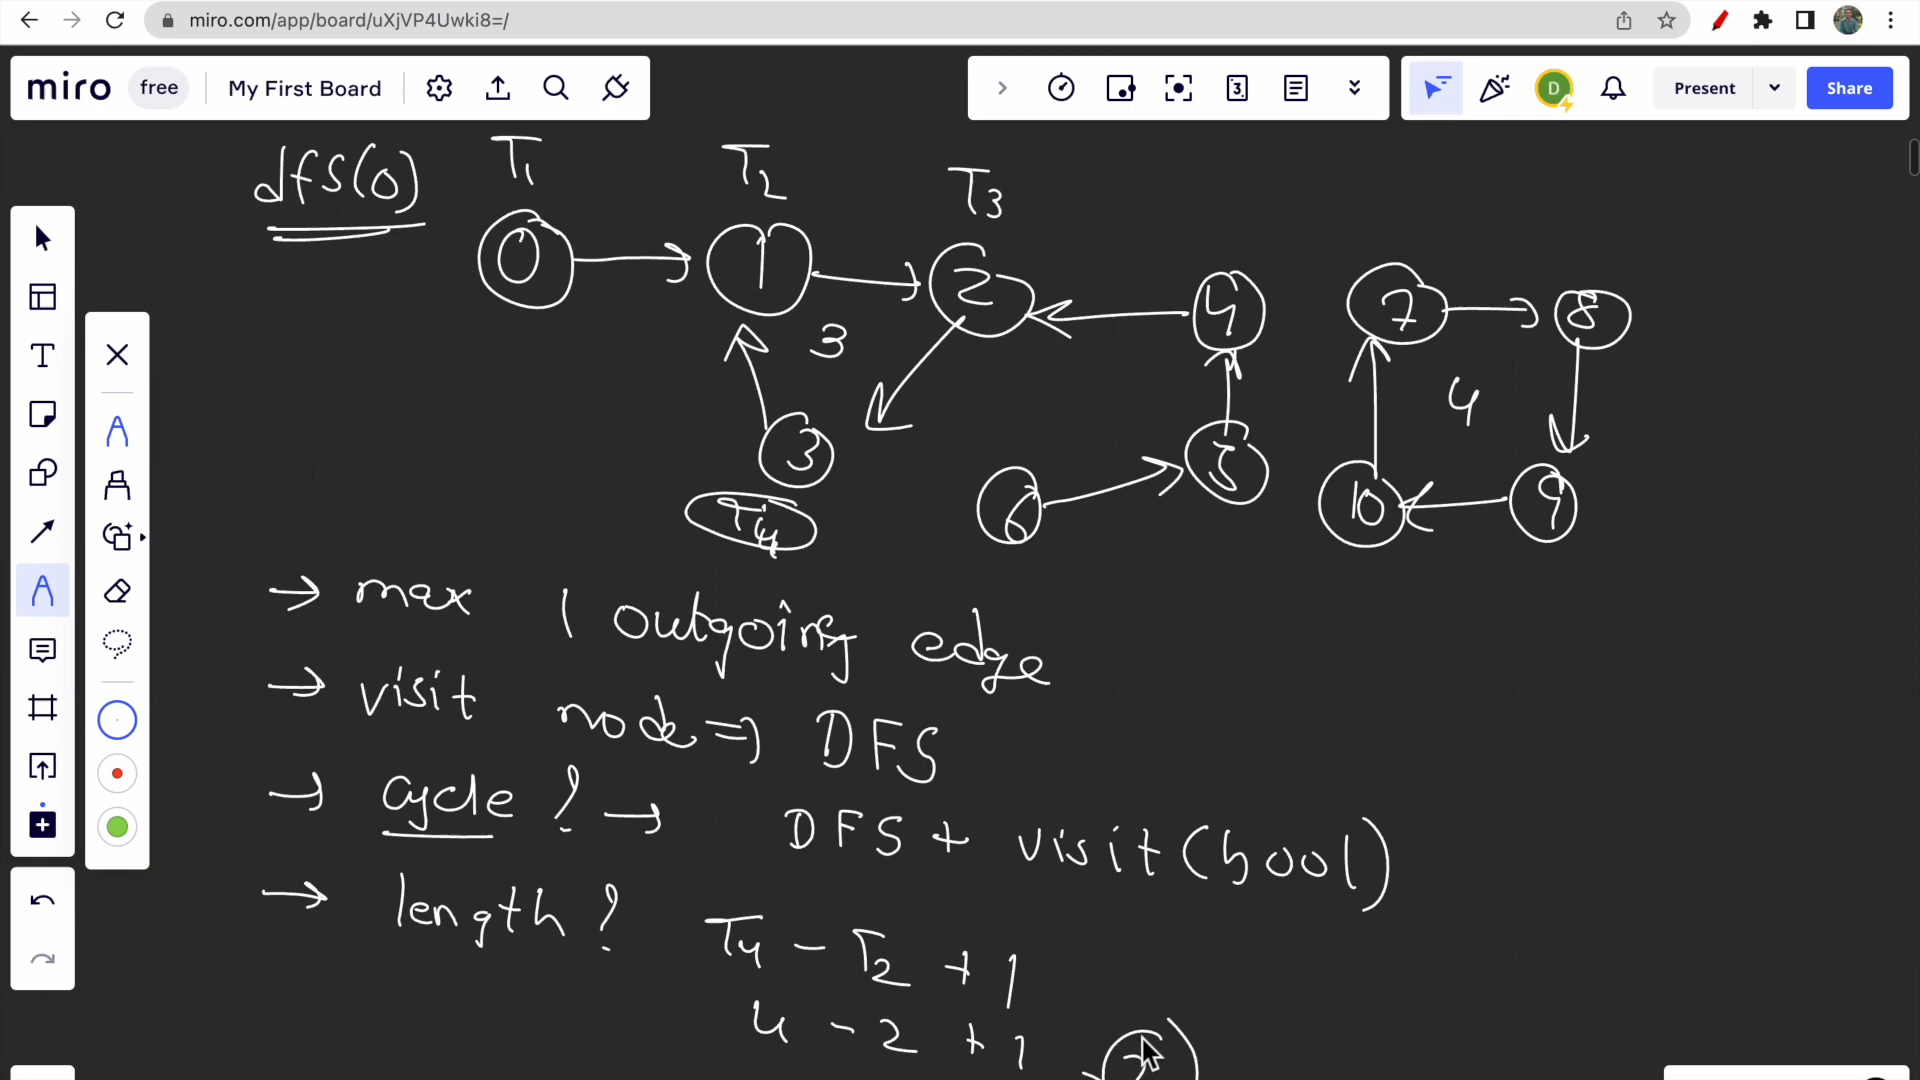 miro.com/app/board/uXjVP4Uwki8=/
miro free My First Board
3
D
Present
Share
dfs(0)
T1 T2 T3
0 1 2 4 7 8
3 4
3 6 5 10 9
T4
→ max 1 outgoing edge
→ visit node => DFS
→ cycle ? → DFS + visit(bool)
→ length ?
T4 - T2 + 1
4 - 2 + 1
T